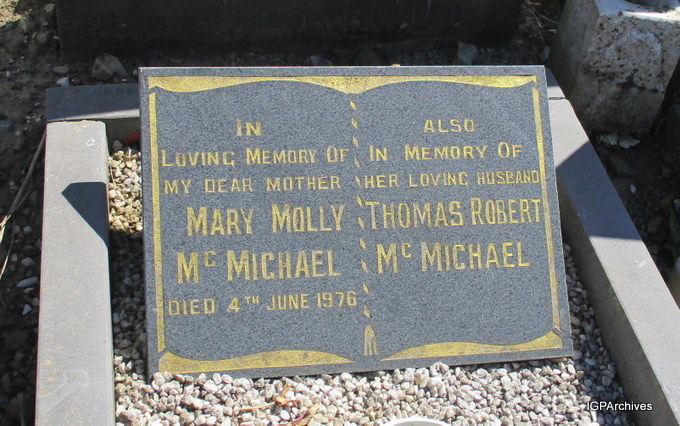 IN
LOVING MEMORY OF
MY DEAR MOTHER
MARY MOLLY
Mc MICHAEL
DIED 4TH JUNE 1976
ALSO
IN MEMORY OF
HER LOVING HUSBAND
THOMAS ROBERT
Mc MICHAEL
IGPArchives